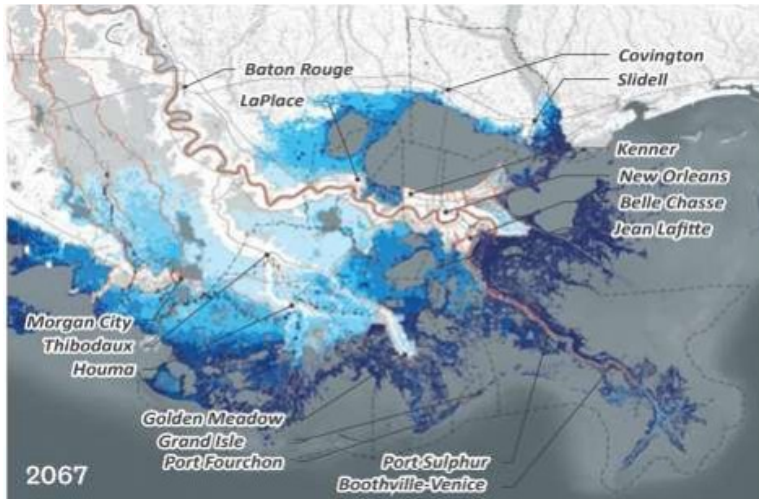 Covington
Baton Rouge
Slidell
LaPlace
Kenner
New Orleans
Belle Chasse
Jean Lafitte
Morgan City
Thibodaux
Houma
Golden Meadow
Grand Isle
Port Fourchon
Port Sulphur
Boothville-Venice
2067